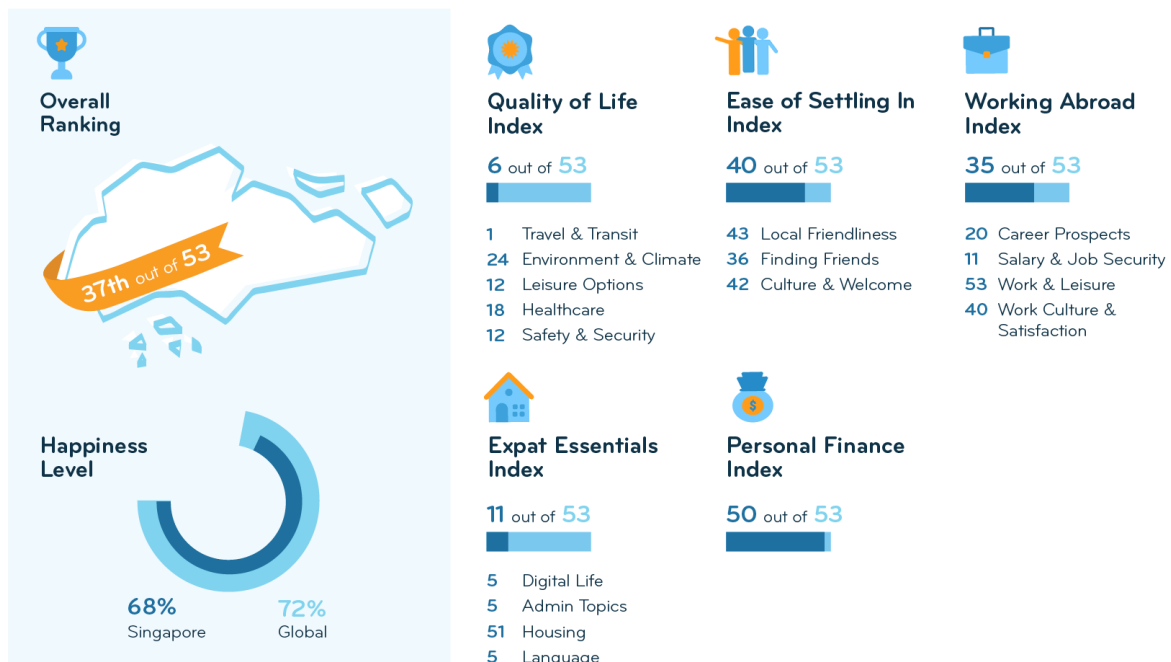 Overall
Ranking
37th out of 53
Happiness
Level
68%
Singapore
72%
Global
Quality of Life
Index
6 out of 53
1 Travel & Transit
24 Environment & Climate
12 Leisure Options
18 Healthcare
12 Safety & Security
Ease of Settling In
Index
40 out of 53
43 Local Friendliness
36 Finding Friends
42 Culture & Welcome
Working Abroad
Index
35 out of 53
20 Career Prospects
11 Salary & Job Security
53 Work & Leisure
40 Work Culture &
Satisfaction
Expat Essentials
Index
11 out of 53
5 Digital Life
5 Admin Topics
51 Housing
5 Language
Personal Finance
Index
50 out of 53
$